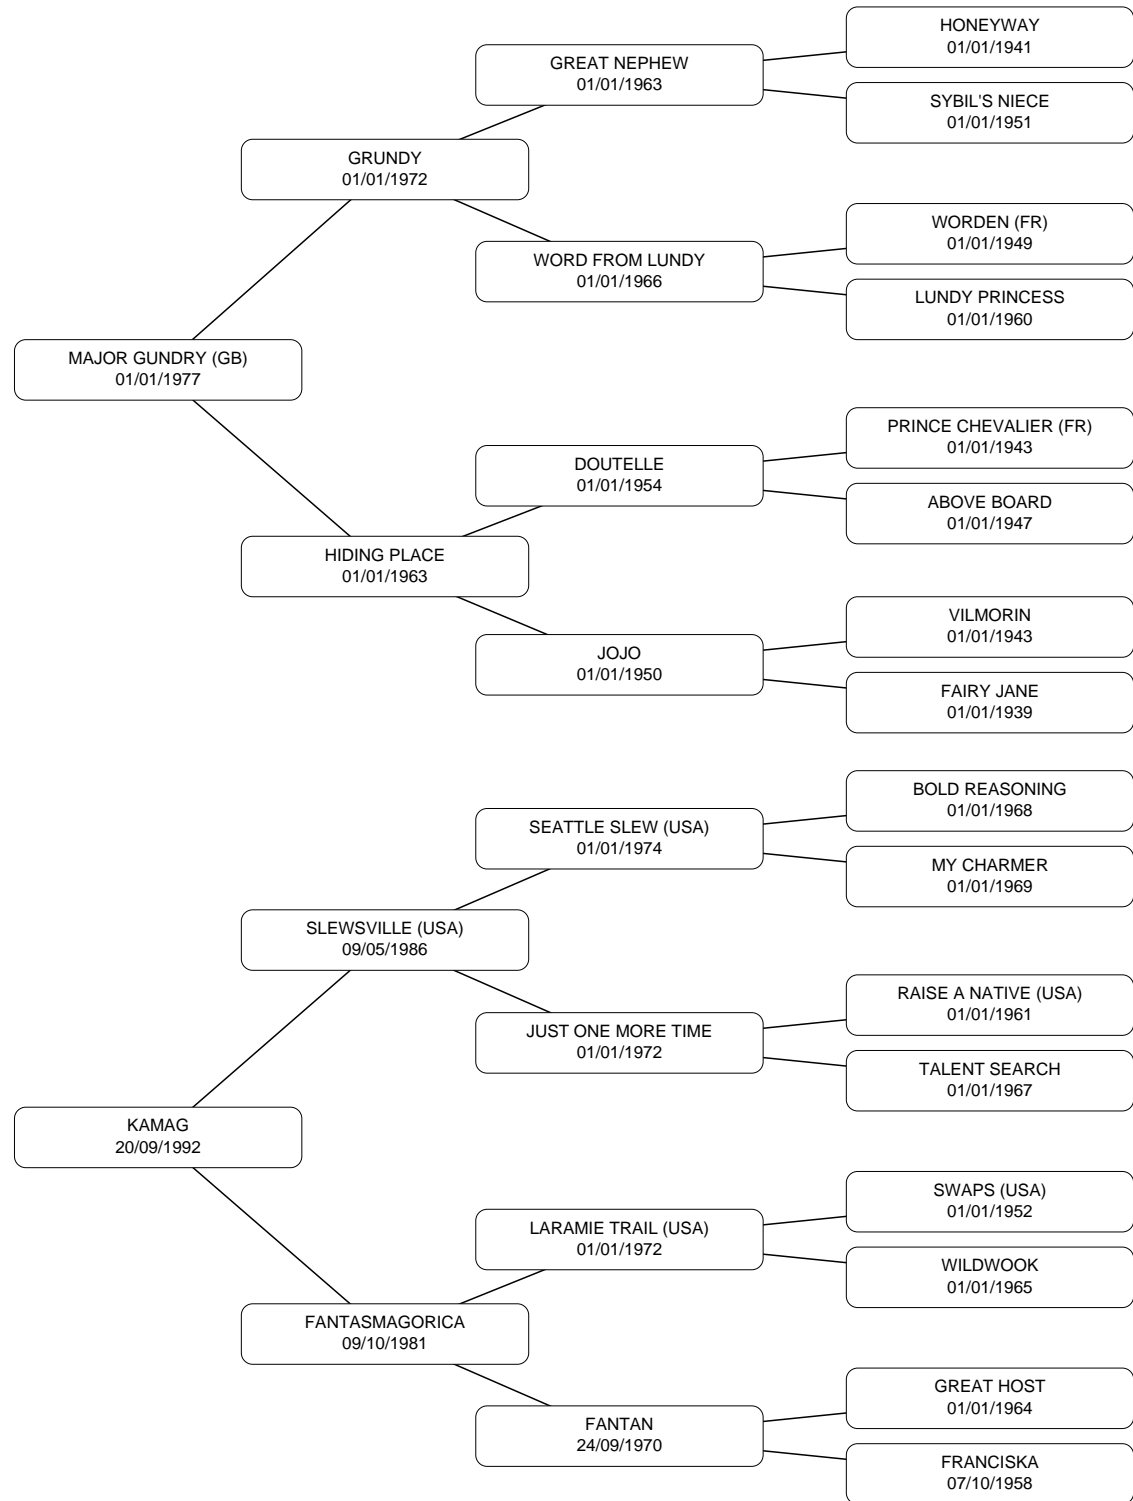 HONEYWAY
01/01/1941
GREAT NEPHEW
01/01/1963
SYBIL'S NIECE
01/01/1951
GRUNDY
01/01/1972
WORDEN (FR)
01/01/1949
WORD FROM LUNDY
01/01/1966
LUNDY PRINCESS
01/01/1960
MAJOR GUNDRY (GB)
01/01/1977
PRINCE CHEVALIER (FR)
01/01/1943
DOUTELLE
01/01/1954
ABOVE BOARD
01/01/1947
HIDING PLACE
01/01/1963
VILMORIN
01/01/1943
JOJO
01/01/1950
FAIRY JANE
01/01/1939
BOLD REASONING
01/01/1968
SEATTLE SLEW (USA)
01/01/1974
MY CHARMER
01/01/1969
SLEWSVILLE (USA)
09/05/1986
RAISE A NATIVE (USA)
01/01/1961
JUST ONE MORE TIME
01/01/1972
TALENT SEARCH
01/01/1967
KAMAG
20/09/1992
SWAPS (USA)
01/01/1952
LARAMIE TRAIL (USA)
01/01/1972
WILDWOOK
01/01/1965
FANTASMAGORICA
09/10/1981
GREAT HOST
01/01/1964
FANTAN
24/09/1970
FRANCISKA
07/10/1958